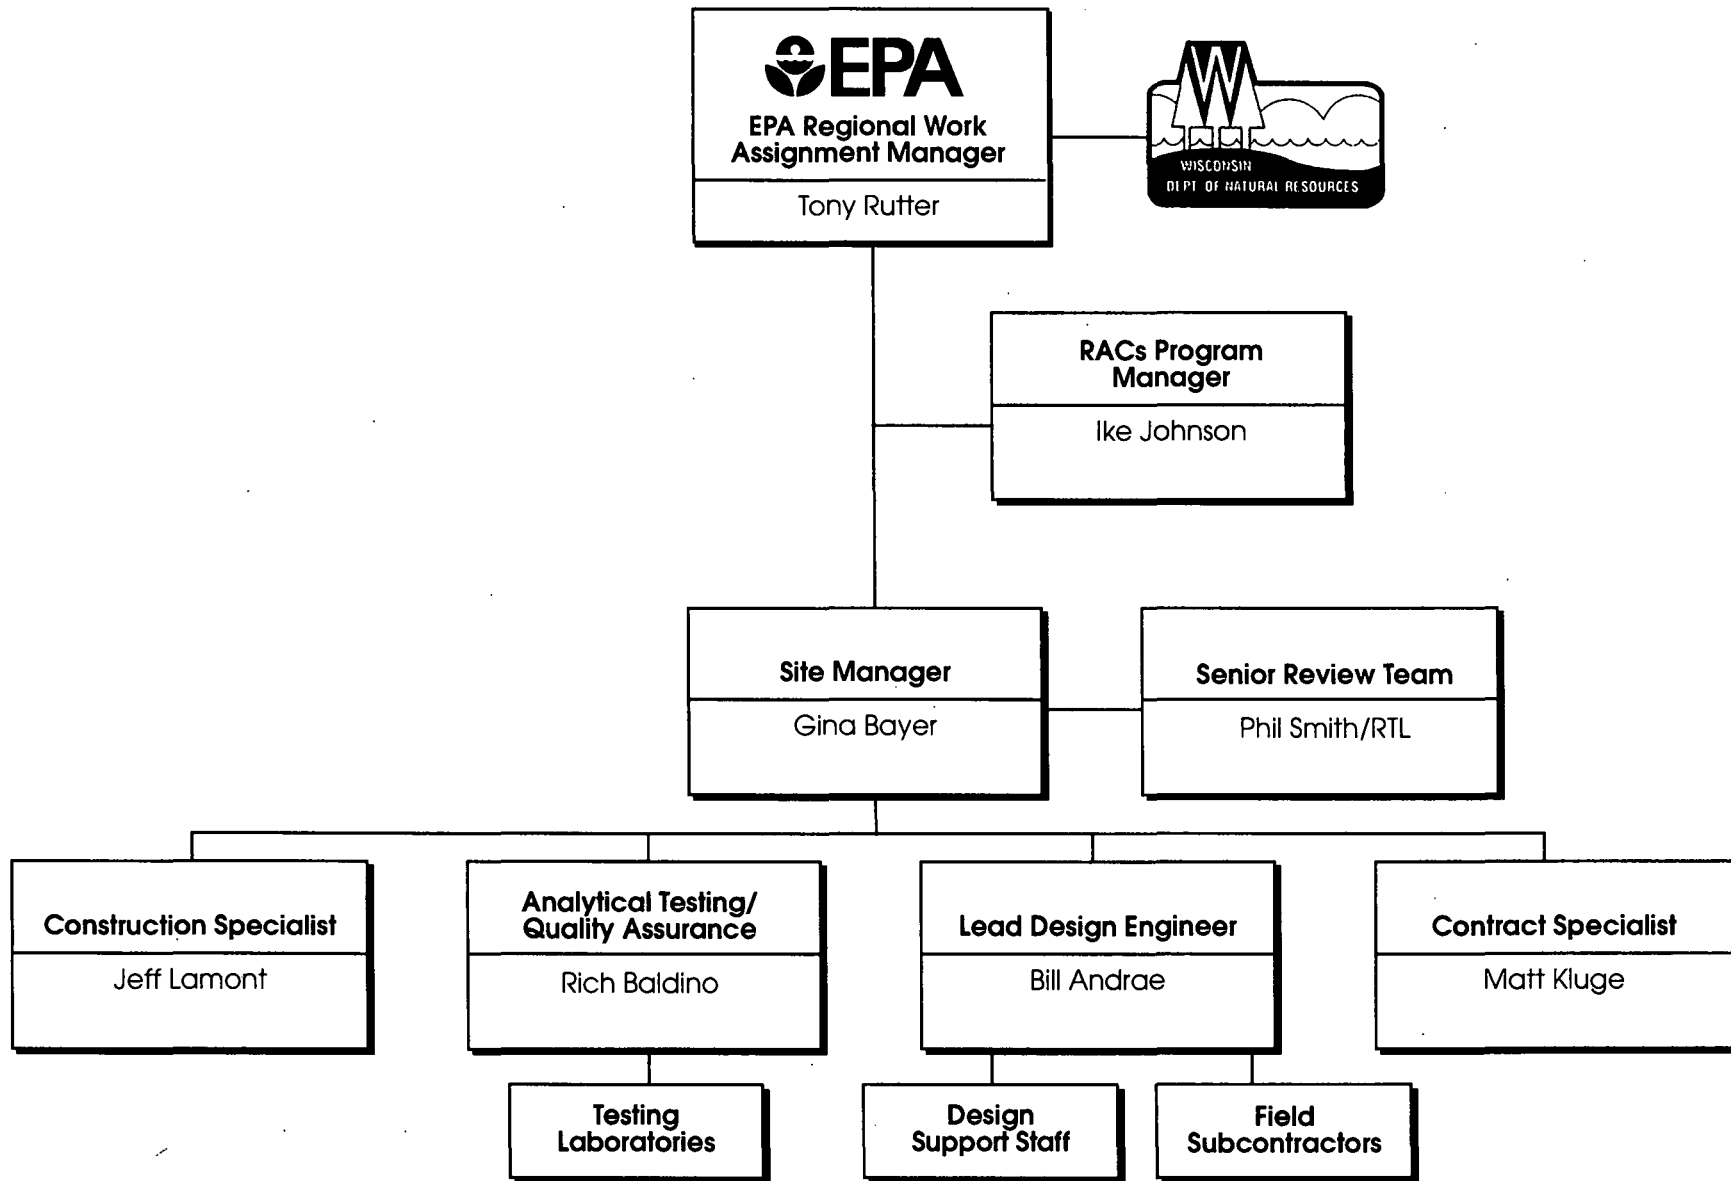 EPA
EPA Regional Work
Assignment Manager
Tony Rutter
WISCONSIN
DEPT OF NATURAL RESOURCES
RACs Program
Manager
Ike Johnson
Site Manager
Gina Bayer
Senior Review Team
Phil Smith/RTL
Construction Specialist
Jeff Lamont
Analytical Testing/
Quality Assurance
Rich Baldino
Lead Design Engineer
Bill Andrae
Contract Specialist
Matt Kluge
Testing
Laboratories
Design
Support Staff
Field
Subcontractors